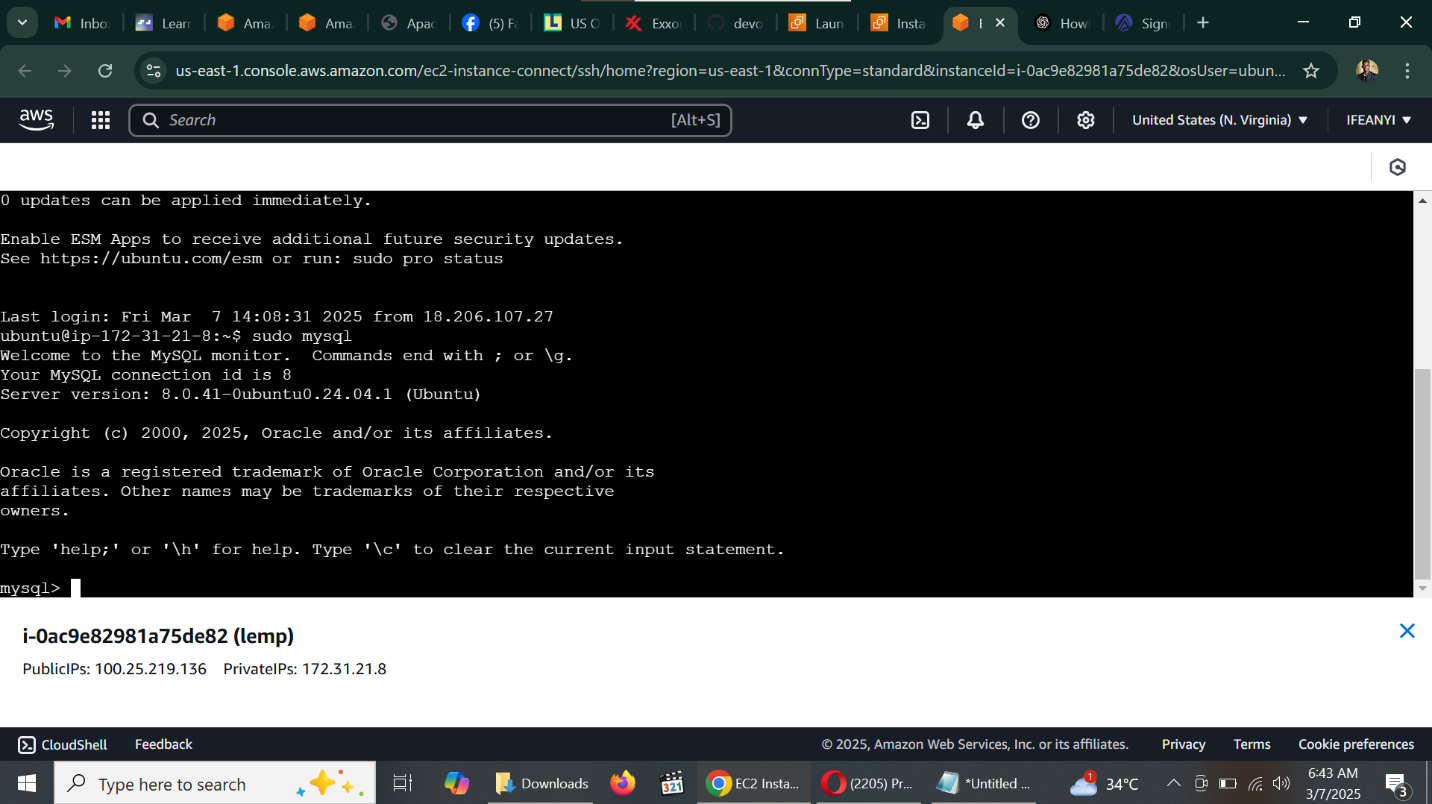 Inbo
Lear
Ama
Ama
Apac
(5) Fa
US O
Exxo
devo
Laun
Insta
I
How
Sign
us-east-1.console.aws.amazon.com/ec2-instance-connect/ssh/home?region=us-east-1&connType=standard&instanceId=i-0ac9e82981a75de82&osUser=ubun...
aws
Search
[Alt+S]
United States (N. Virginia)
IFEANYI
0 updates can be applied immediately.
Enable ESM Apps to receive additional future security updates.
See https://ubuntu.com/esm or run: sudo pro status
Last login: Fri Mar  7 14:08:31 2025 from 18.206.107.27
ubuntu@ip-172-31-21-8:~$ sudo mysql
Welcome to the MySQL monitor.  Commands end with ; or \g.
Your MySQL connection id is 8
Server version: 8.0.41-0ubuntu0.24.04.1 (Ubuntu)
Copyright (c) 2000, 2025, Oracle and/or its affiliates.
Oracle is a registered trademark of Oracle Corporation and/or its
affiliates. Other names may be trademarks of their respective
owners.
Type 'help;' or '\h' for help. Type '\c' to clear the current input statement.
mysql>
i-0ac9e82981a75de82 (lemp)
PublicIPs: 100.25.219.136 PrivateIPs: 172.31.21.8
CloudShell
Feedback
© 2025, Amazon Web Services, Inc. or its affiliates.
Privacy
Terms
Cookie preferences
Type here to search
Downloads
321
EC2 Insta...
(2205) Pr...
*Untitled ...
1
34°C
6:43 AM
3/7/2025
3